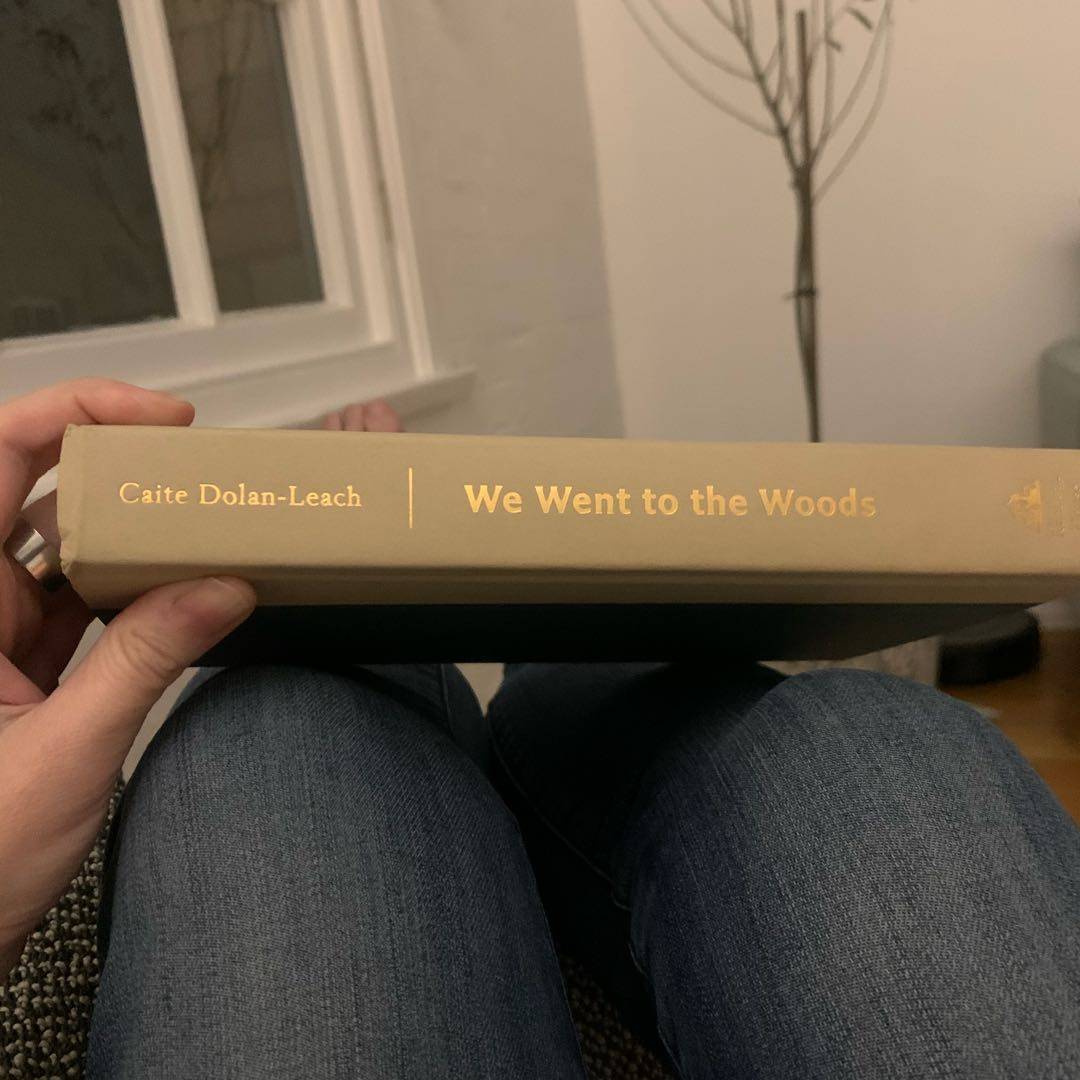 Caite Dolan-Leach
We Went to the Woods